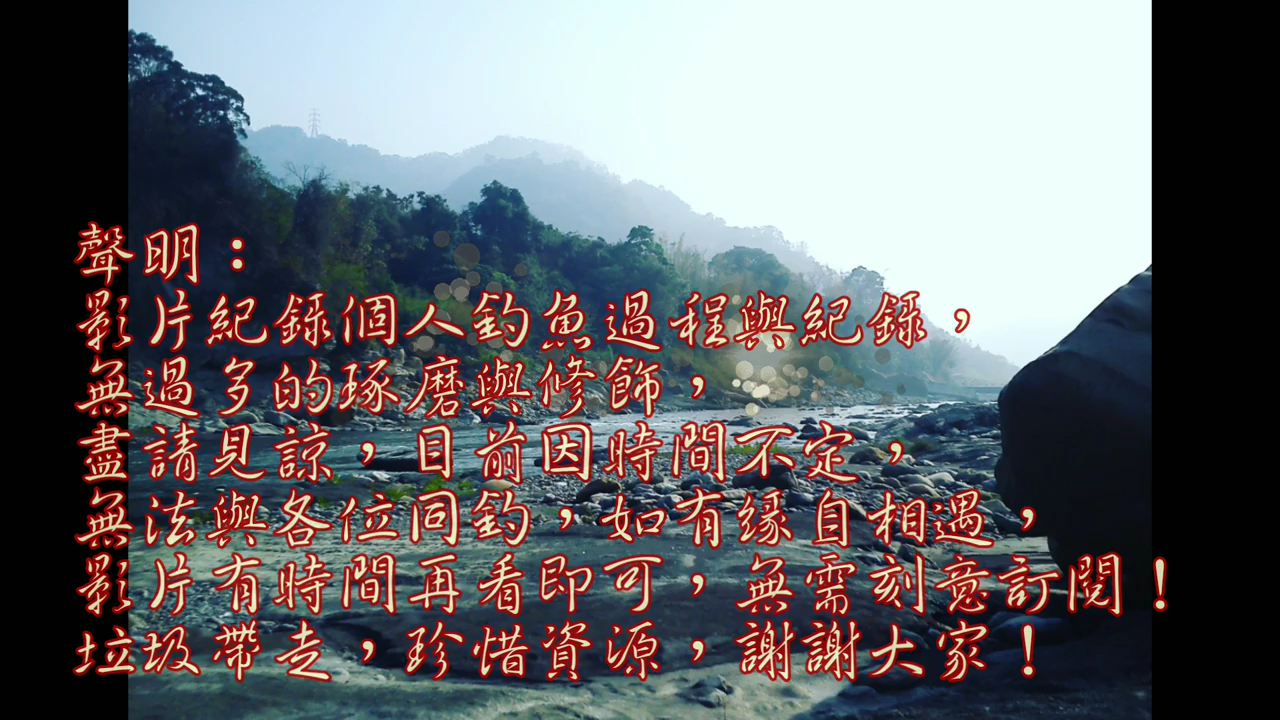 聲明：
影片紀錄個人釣魚過程與紀錄，
無過多的琢磨與修飾，
盡請見諒，目前因時間不定，
無法與各位同釣，如有緣自相遇，
影片有時間再看即可，無需刻意訂閱！
垃圾帶走，珍惜資源，謝謝大家！